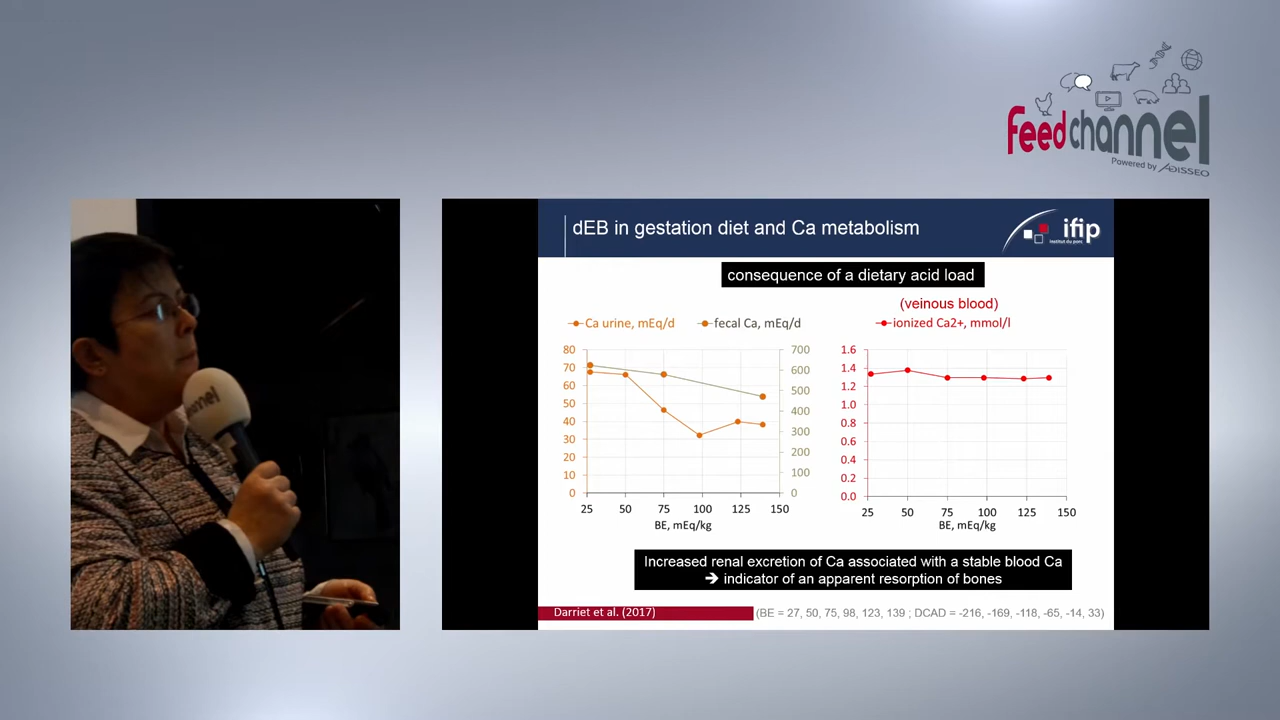 feedchannel
Powered by ADISSEO
channel
dEB in gestation diet and Ca metabolism
ifip
institut du porc
consequence of a dietary acid load
(veinous blood)
Ca urine, mEq/d
fecal Ca, mEq/d
ionized Ca2+, mmol/l
80
70
60
50
40
30
20
10
0
700
600
500
400
300
200
100
0
25 50 75 100 125 150
BE, mEq/kg
1.6
1.4
1.2
1.0
0.8
0.6
0.4
0.2
0.0
25 50 75 100 125 150
BE, mEq/kg
Increased renal excretion of Ca associated with a stable blood Ca
➔ indicator of an apparent resorption of bones
Darriet et al. (2017)
(BE = 27, 50, 75, 98, 123, 139 ; DCAD = -216, -169, -118, -65, -14, 33)